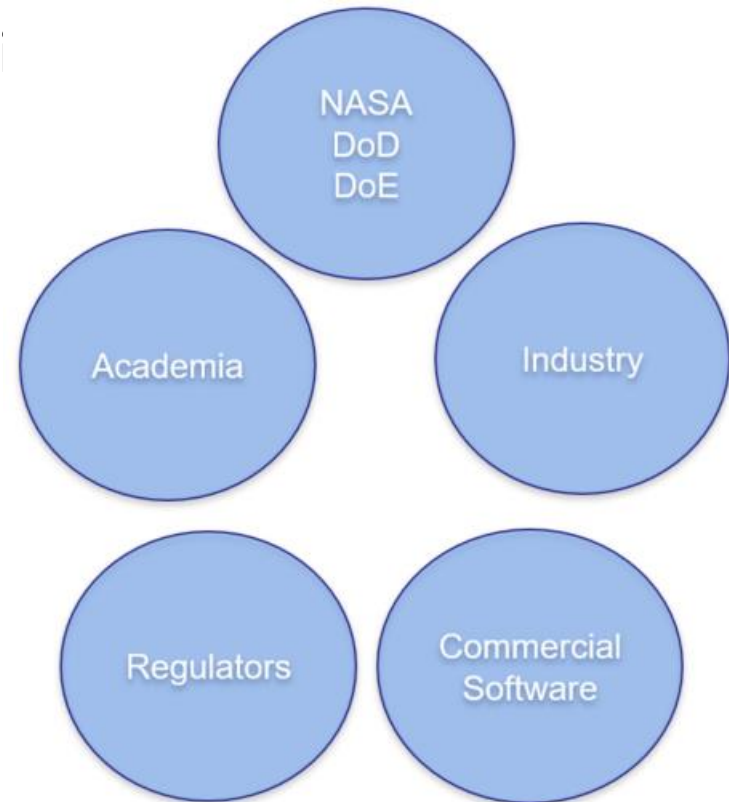 NASA
DoD
DoE
Academia
Industry
Regulators
Commercial
Software